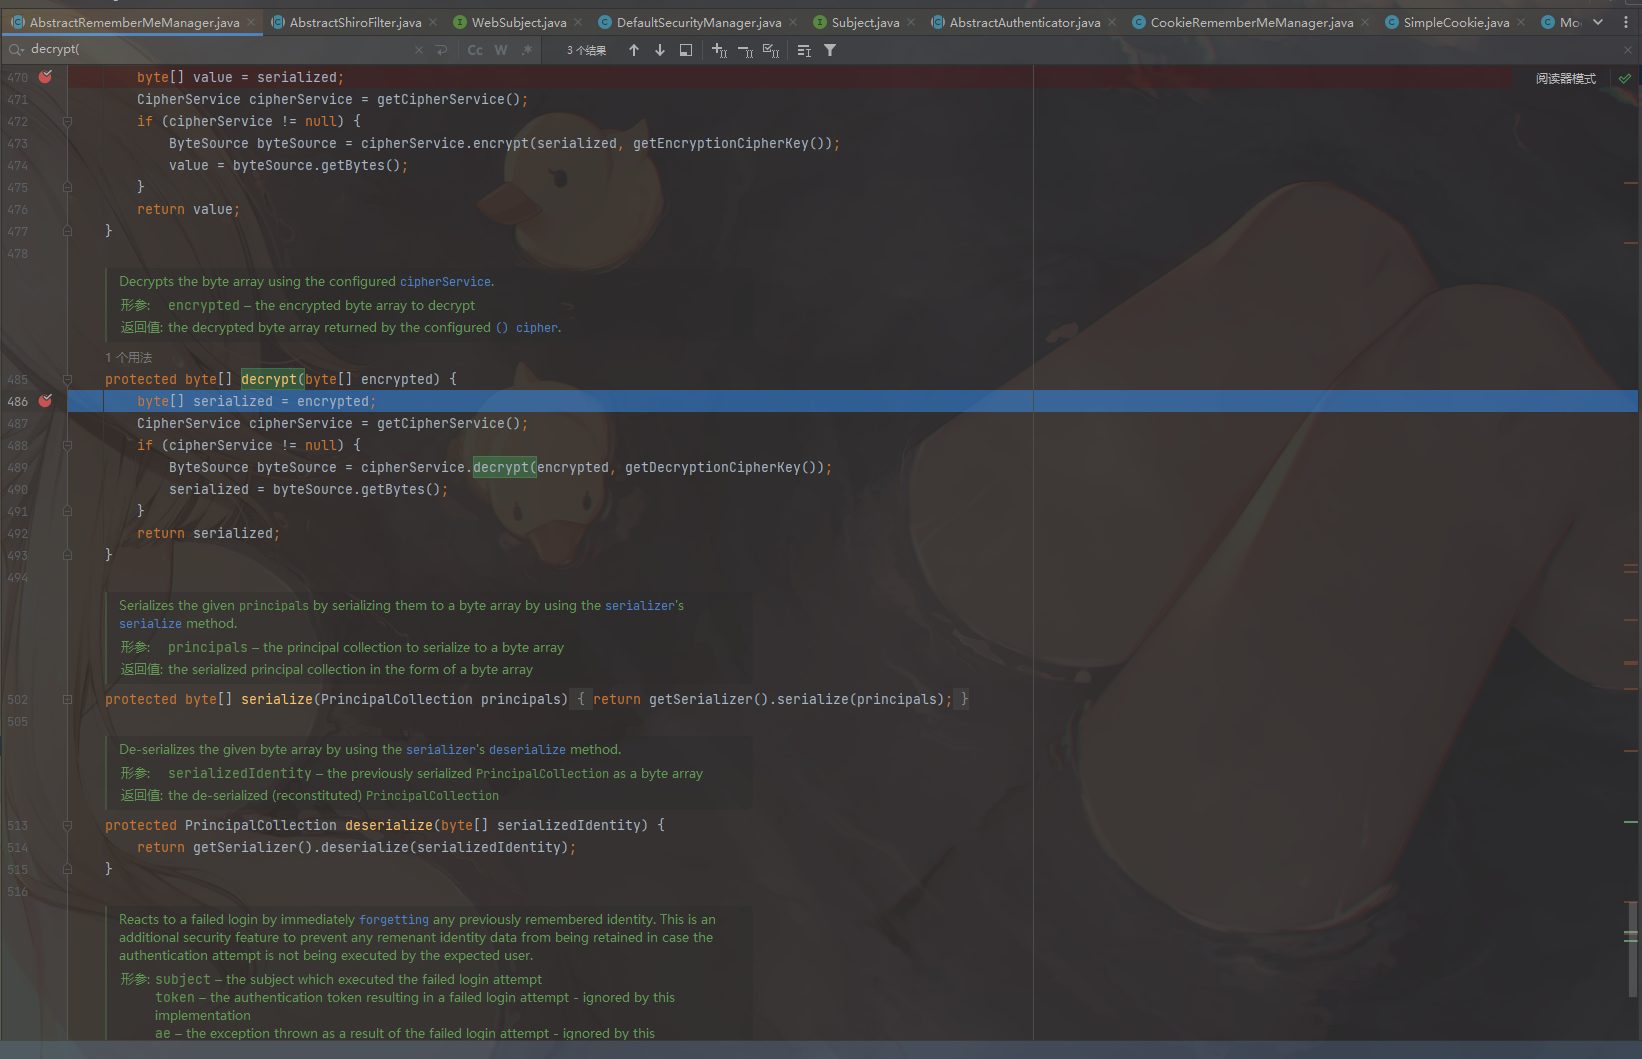 AbstractRememberMeManager.java AbstractShiroFilter.java WebSubject.java DefaultSecurityManager.java Subject.java AbstractAuthenticator.java CookieRememberMeManager.java SimpleCookie.java Mo
decrypt( Cc W .* 3 个结果
阅读器模式
470 byte[] value = serialized;
471 CipherService cipherService = getCipherService();
472 if (cipherService != null) {
473 ByteSource byteSource = cipherService.encrypt(serialized, getEncryptionCipherKey());
474 value = byteSource.getBytes();
475 }
476 return value;
477 }
478
Decrypts the byte array using the configured cipherService.
形参: encrypted – the encrypted byte array to decrypt
返回值: the decrypted byte array returned by the configured () cipher.
1 个用法
485 protected byte[] decrypt(byte[] encrypted) {
486 byte[] serialized = encrypted;
487 CipherService cipherService = getCipherService();
488 if (cipherService != null) {
489 ByteSource byteSource = cipherService.decrypt(encrypted, getDecryptionCipherKey());
490 serialized = byteSource.getBytes();
491 }
492 return serialized;
493 }
494
Serializes the given principals by serializing them to a byte array by using the serializer's
serialize method.
形参: principals – the principal collection to serialize to a byte array
返回值: the serialized principal collection in the form of a byte array
502 protected byte[] serialize(PrincipalCollection principals) { return getSerializer().serialize(principals); }
505
De-serializes the given byte array by using the serializer's deserialize method.
形参: serializedIdentity – the previously serialized PrincipalCollection as a byte array
返回值: the de-serialized (reconstituted) PrincipalCollection
513 protected PrincipalCollection deserialize(byte[] serializedIdentity) {
514 return getSerializer().deserialize(serializedIdentity);
515 }
516
Reacts to a failed login by immediately forgetting any previously remembered identity. This is an
additional security feature to prevent any remenant identity data from being retained in case the
authentication attempt is not being executed by the expected user.
形参: subject – the subject which executed the failed login attempt
token – the authentication token resulting in a failed login attempt - ignored by this
implementation
ae – the exception thrown as a result of the failed login attempt - ignored by this